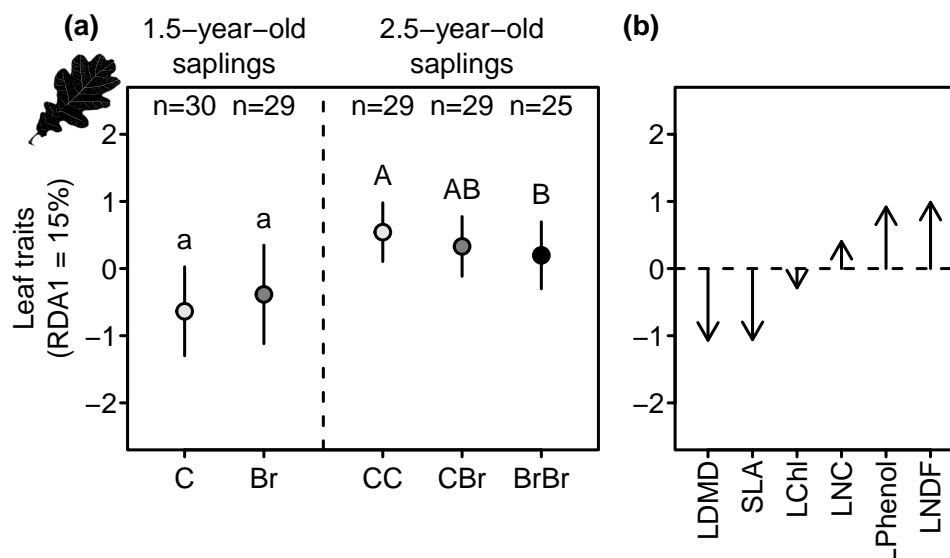 (a)
1.5−year−old
saplings
2.5−year−old
saplings
n=30 n=29 n=29 n=29 n=25
Leaf traits
(RDA1 = 15%)
2
1
0
−1
−2
a
a
A
AB
B
C Br CC CBr BrBr
(b)
2
1
0
−1
−2
LDMD
SLA
LChl
LNC
LPhenol
LNDF